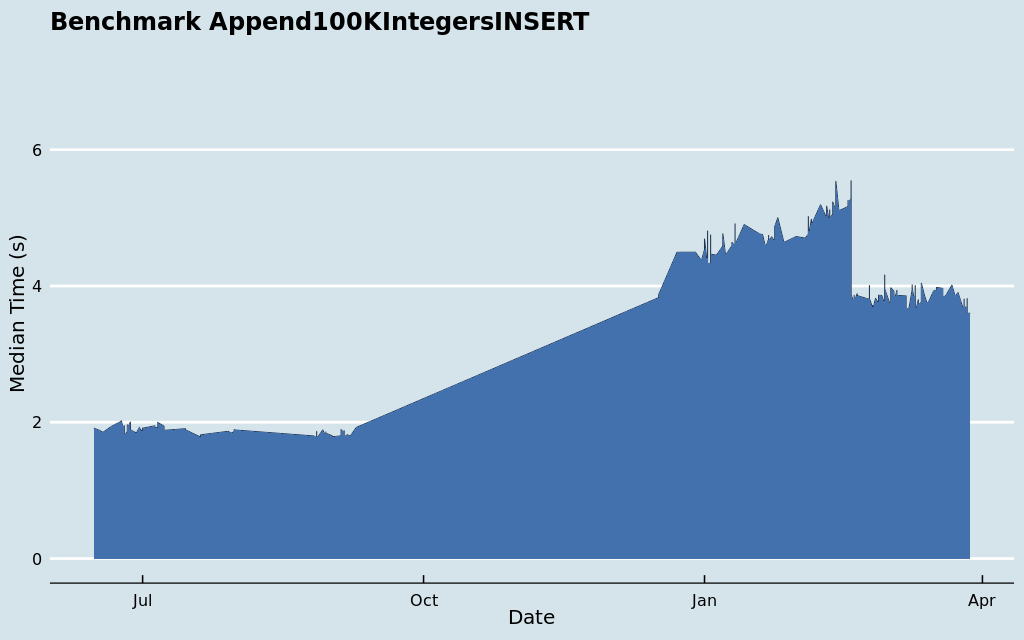 Benchmark Append100KIntegersINSERT
Median Time (s)
6
4
2
0
Jul
Oct
Jan
Apr
Date